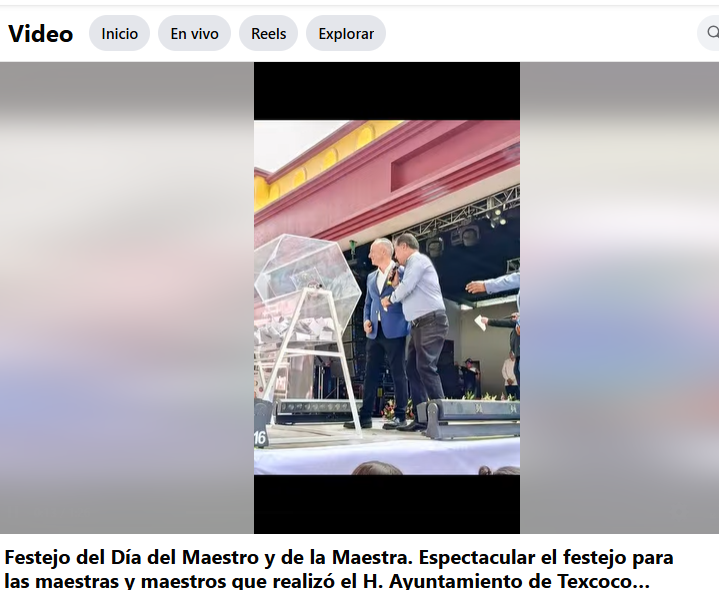 Video Inicio En vivo Reels Explorar
16
Festejo del Día del Maestro y de la Maestra. Espectacular el festejo para
las maestras y maestros que realizó el H. Ayuntamiento de Texcoco...